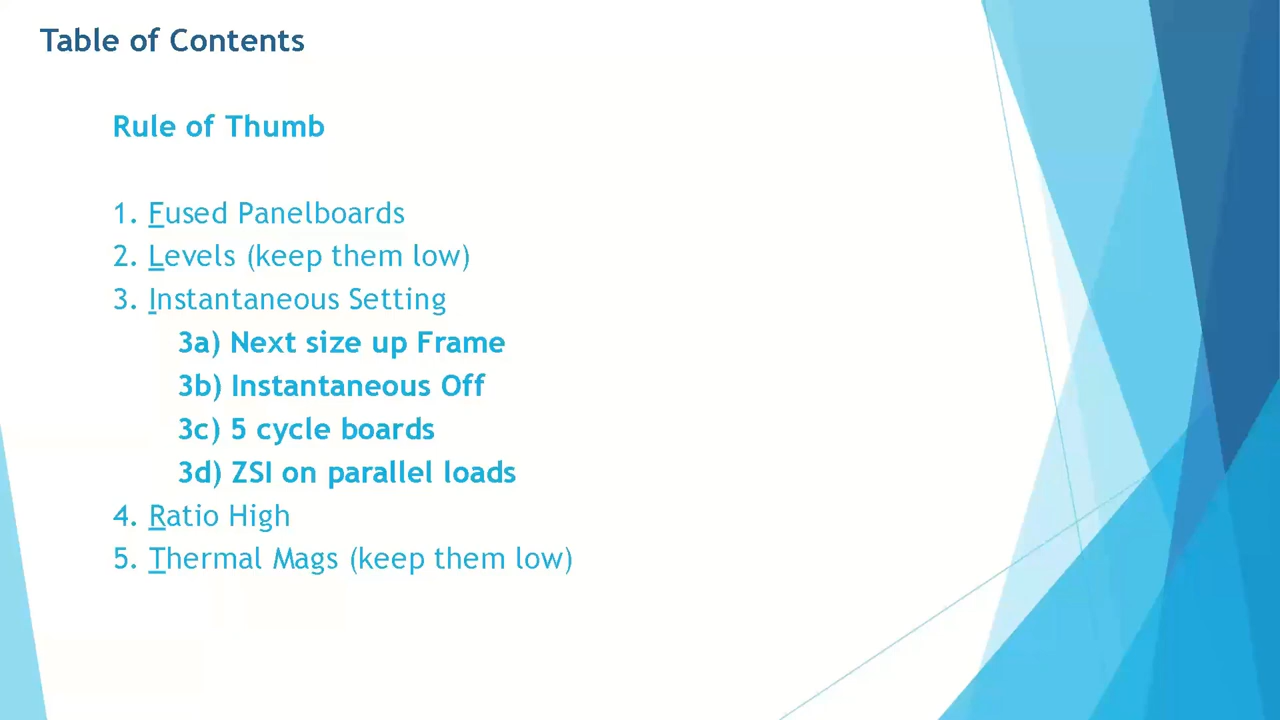 Table of Contents
Rule of Thumb
1. Fused Panelboards
2. Levels (keep them low)
3. Instantaneous Setting
3a) Next size up Frame
3b) Instantaneous Off
3c) 5 cycle boards
3d) ZSI on parallel loads
4. Ratio High
5. Thermal Mags (keep them low)